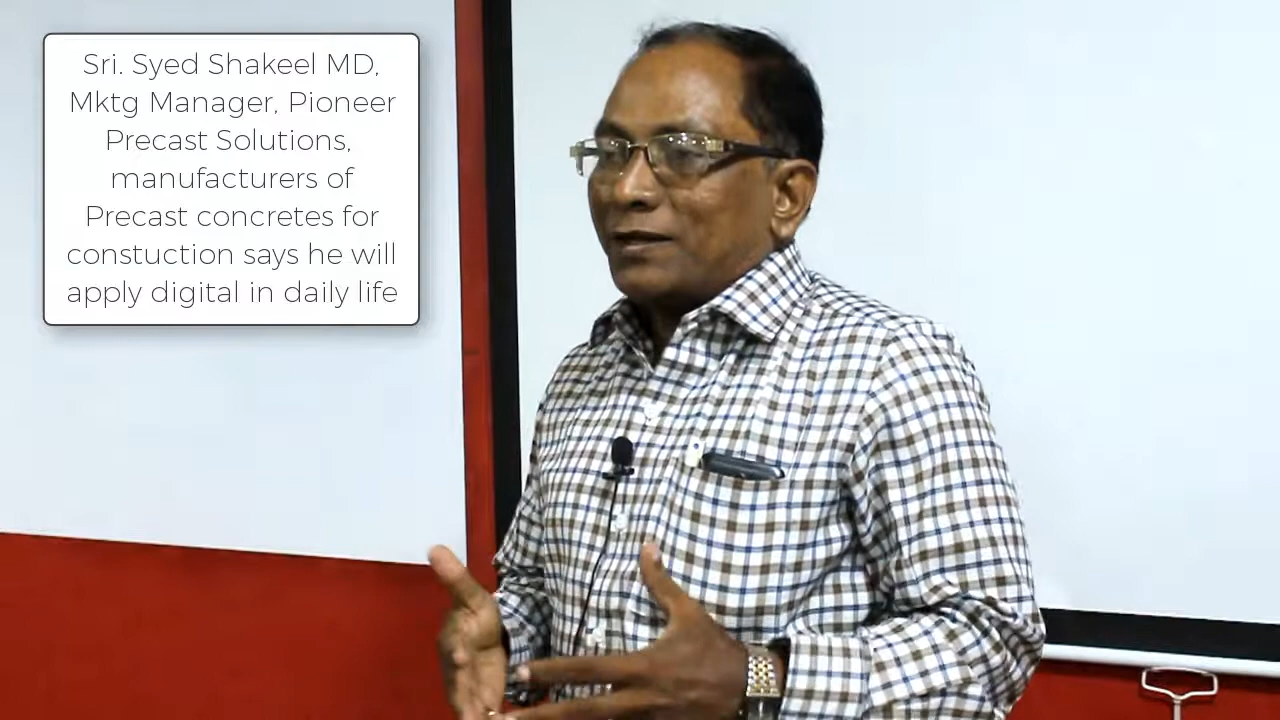 Sri. Syed Shakeel MD,
Mktg Manager, Pioneer
Precast Solutions,
manufacturers of
Precast concretes for
constuction says he will
apply digital in daily life